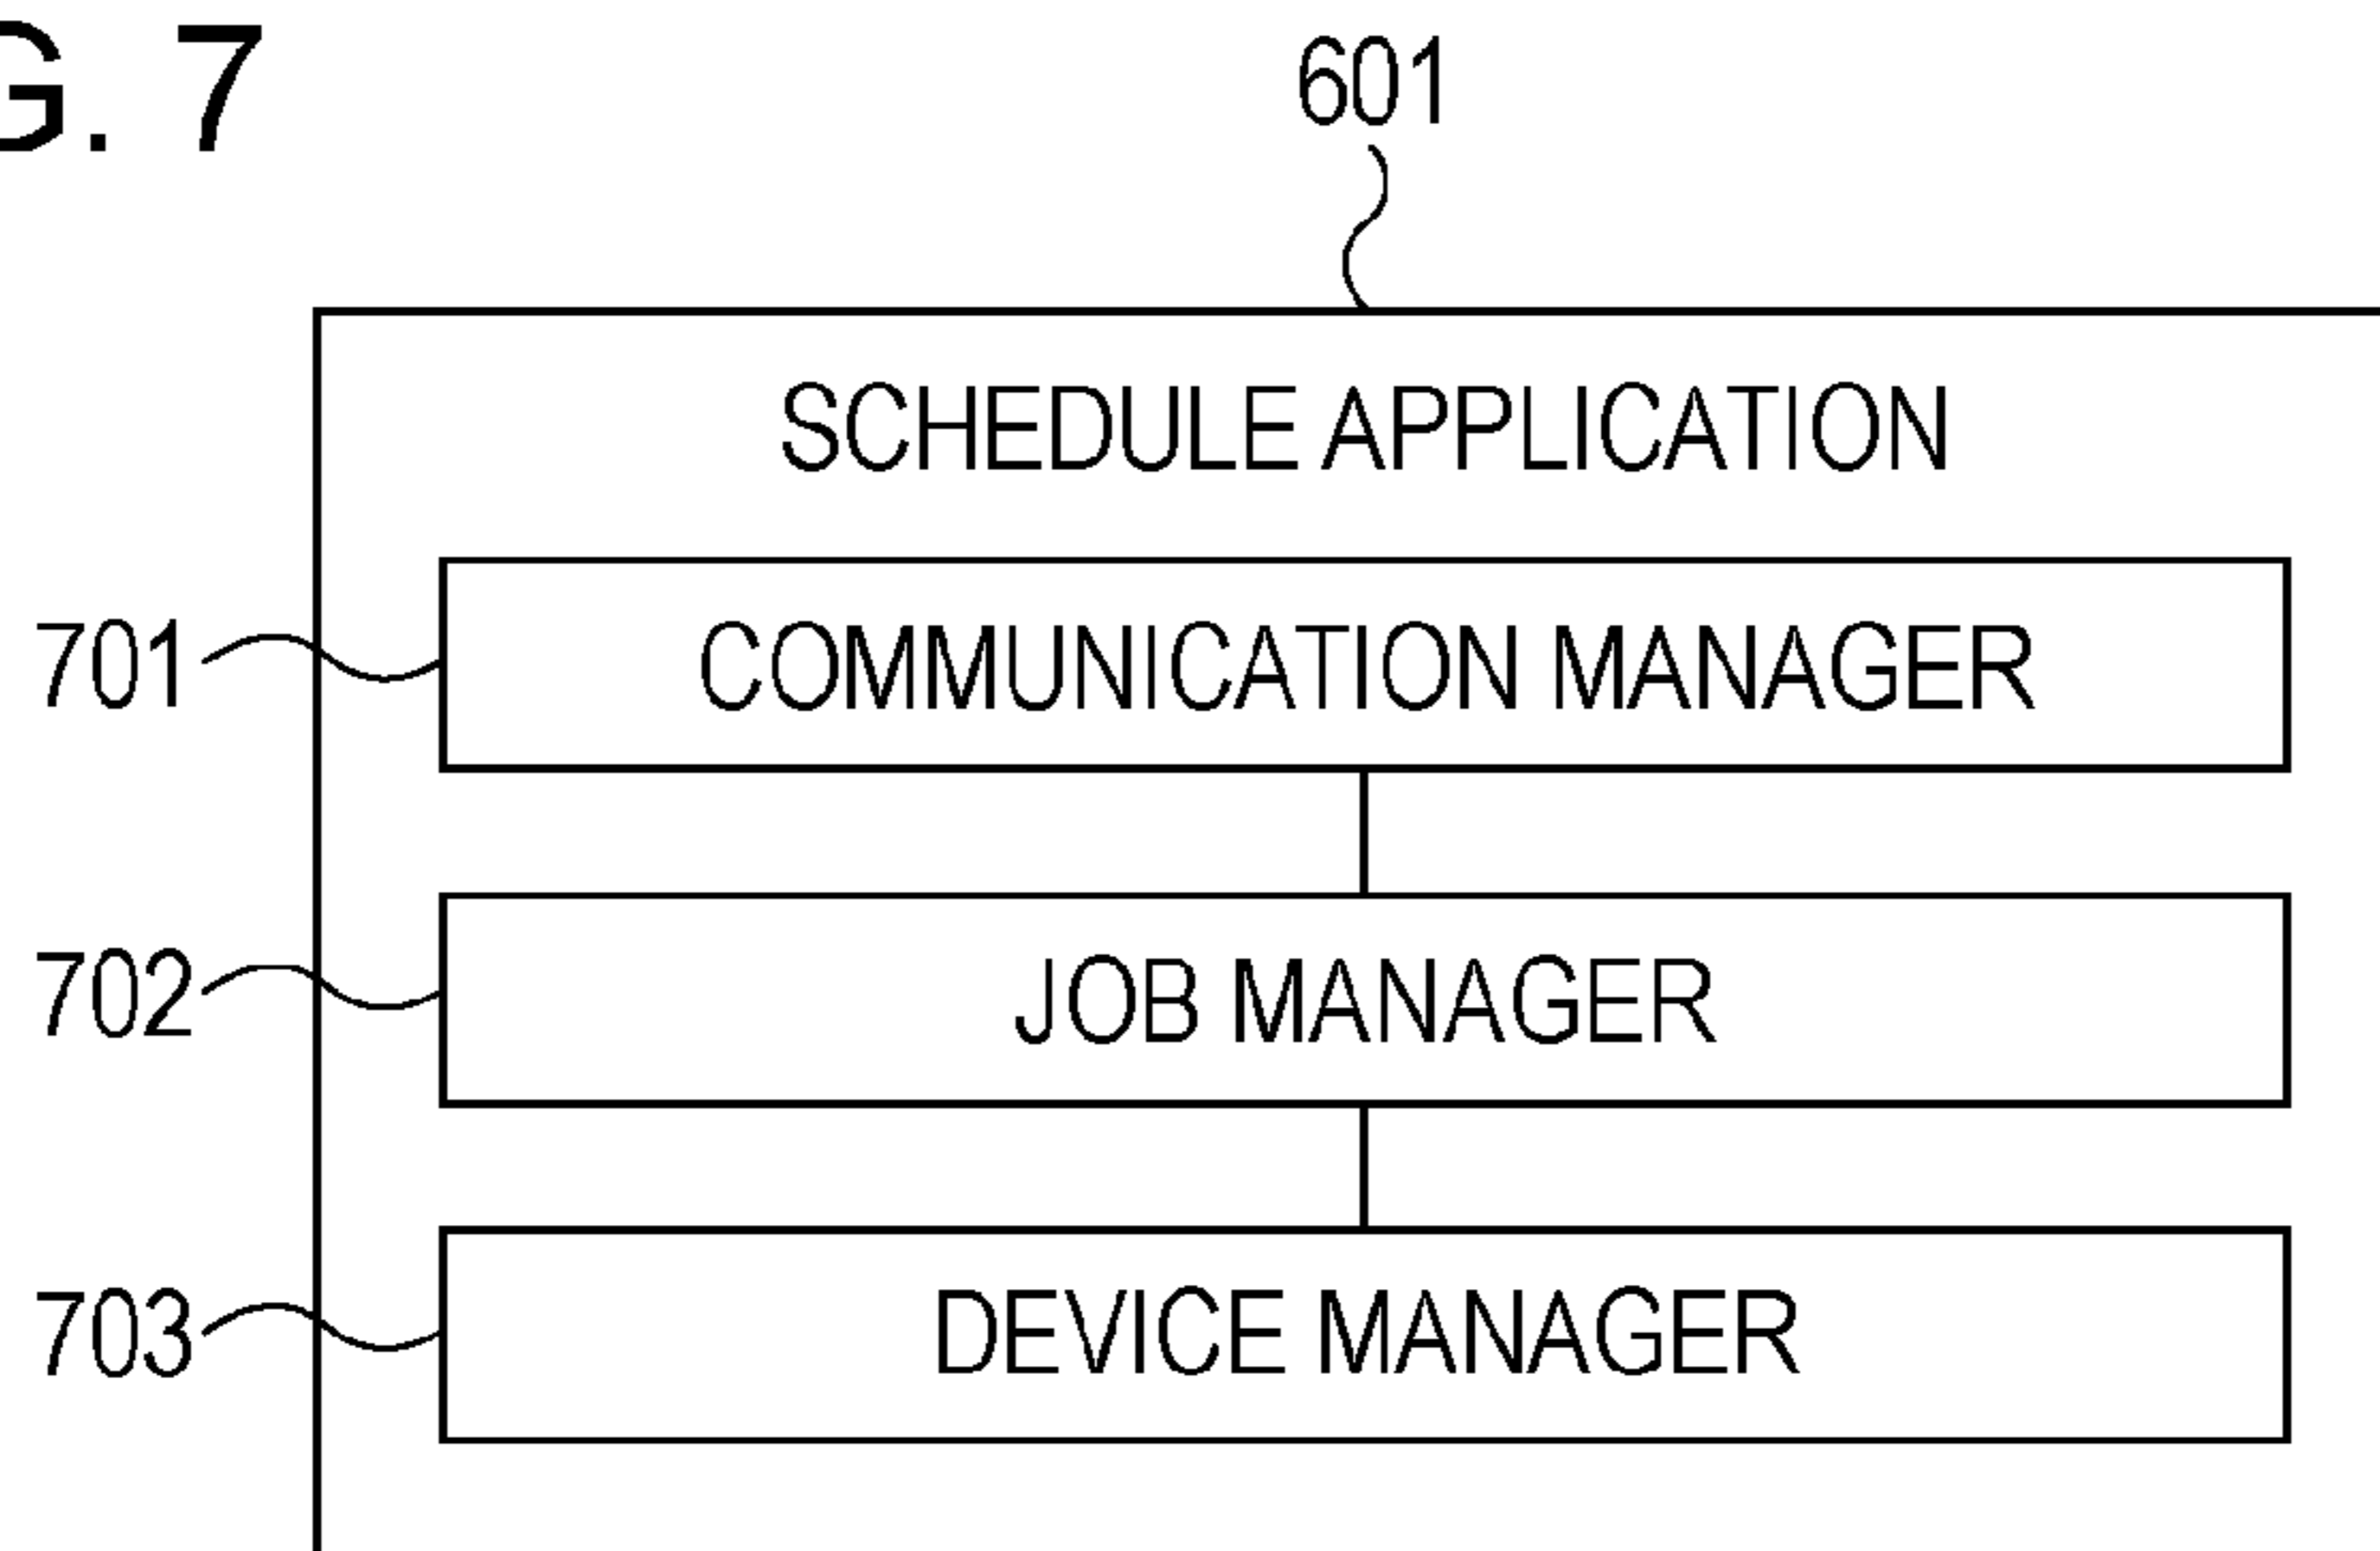 G. 7
601
SCHEDULE APPLICATION
701
COMMUNICATION MANAGER
702
JOB MANAGER
703
DEVICE MANAGER